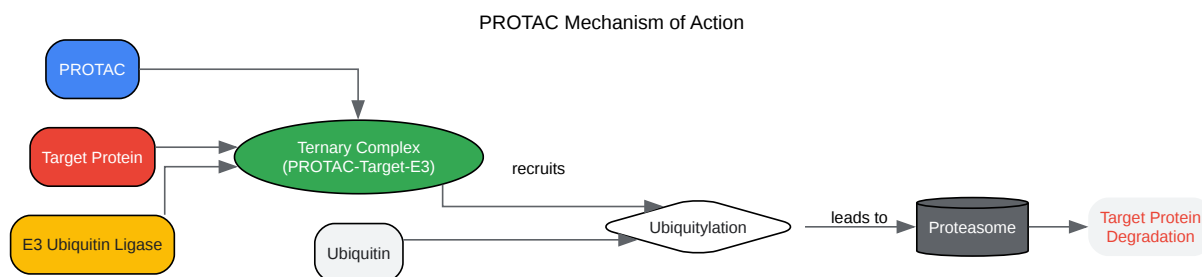 PROTAC Mechanism of Action
PROTAC
Target Protein
E3 Ubiquitin Ligase
Ternary Complex
(PROTAC-Target-E3)
recruits
Ubiquitin
Ubiquitylation
leads to
Proteasome
Target Protein
Degradation